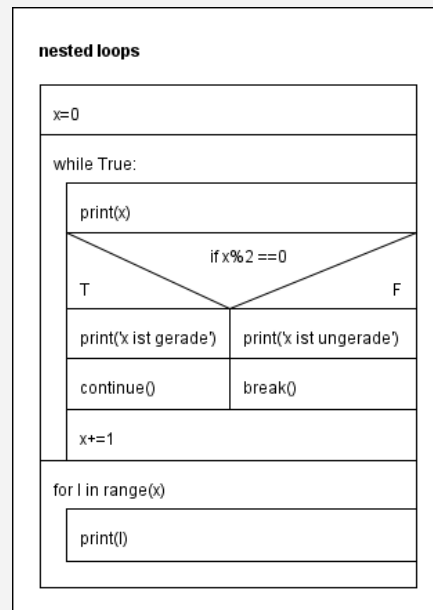 nested loops
x=0
while True:
print(x)
if x%2 ==0
T F
print('x ist gerade') print('x ist ungerade')
continue() break()
x+=1
for I in range(x)
print(I)